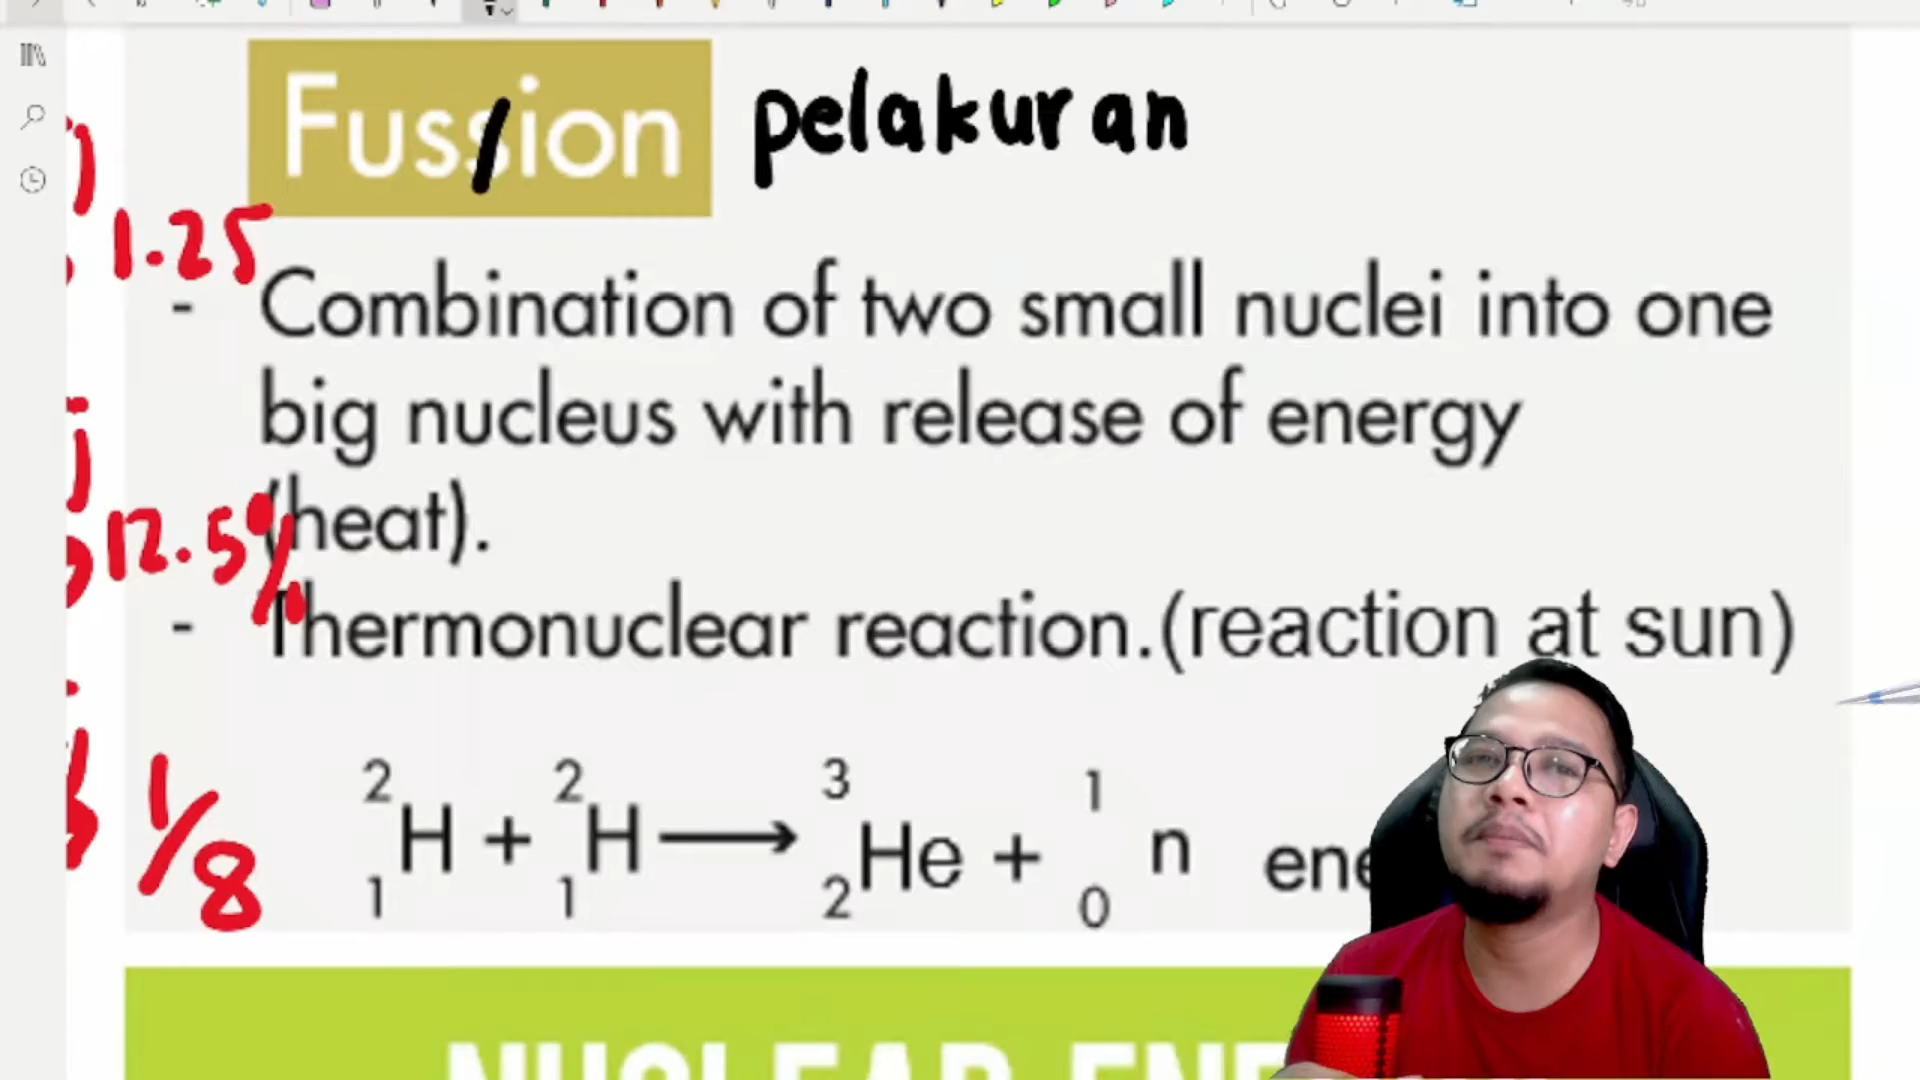 Fussion pelakuran
1.25
- Combination of two small nuclei into one
big nucleus with release of energy
(heat).
12.5%
- Thermonuclear reaction.(reaction at sun)
1/8
²₁H + ²₁H ⟶ ³₂He + ¹₀n
NUCLEAR